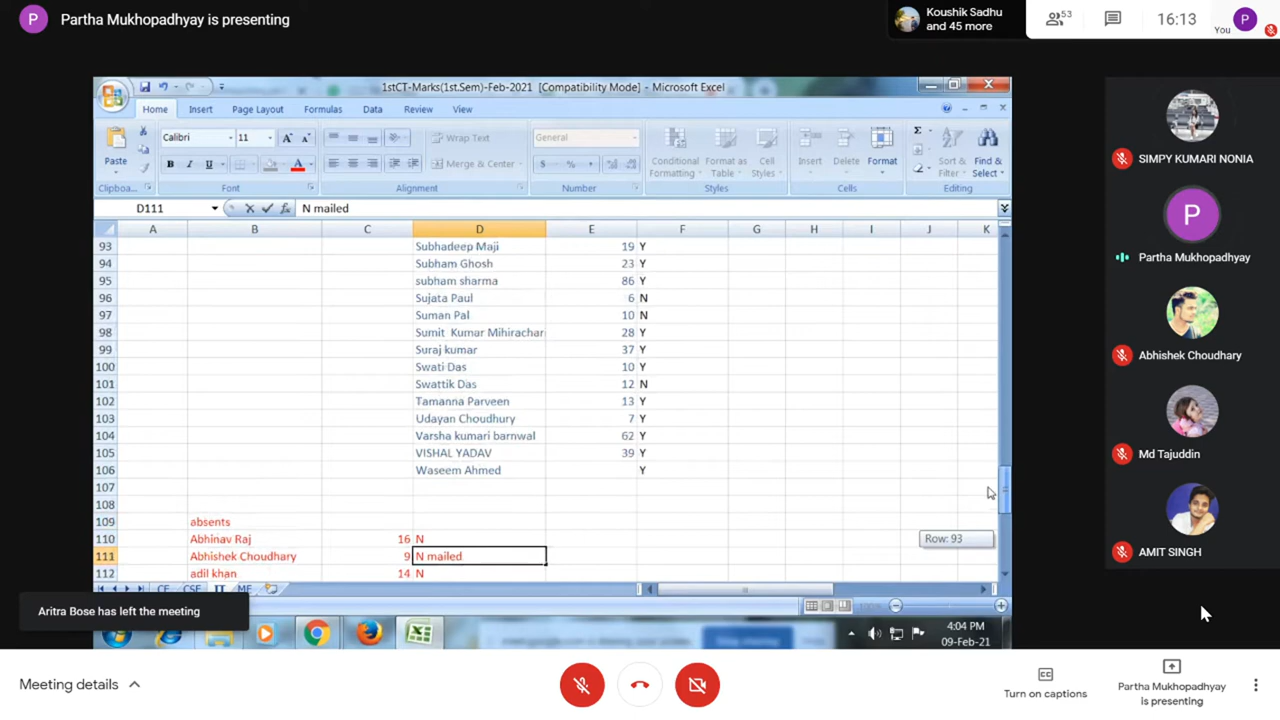 P Partha Mukhopadhyay is presenting
Koushik Sadhu
and 45 more
53
16:13
You
P
1stCT-Marks(1st.Sem)-Feb-2021 [Compatibility Mode] - Microsoft Excel
Home Insert Page Layout Formulas Data Review View
Calibri 11 Wrap Text General
Paste B I U Merge & Center $ % , Conditional Formatting Format as Table Cell Styles Insert Delete Format Sort & Filter Find & Select
Clipboa... Font Alignment Number Styles Cells Editing
D111 fx N mailed
A B C D E F G H I J K
93 Subhadeep Maji 19 Y
94 Subham Ghosh 23 Y
95 subham sharma 86 Y
96 Sujata Paul 6 N
97 Suman Pal 10 N
98 Sumit Kumar Mihirachar 28 Y
99 Suraj kumar 37 Y
100 Swati Das 10 Y
101 Swattik Das 12 N
102 Tamanna Parveen 13 Y
103 Udayan Choudhury 7 Y
104 Varsha kumari barnwal 62 Y
105 VISHAL YADAV 39 Y
106 Waseem Ahmed Y
107
108
109 absents
110 Abhinav Raj 16 N
Row: 93
111 Abhishek Choudhary 9 N mailed
112 adil khan 14 N
CE CSE IT ME
100%
Aritra Bose has left the meeting
4:04 PM
09-Feb-21
SIMPY KUMARI NONIA
P
Partha Mukhopadhyay
Abhishek Choudhary
Md Tajuddin
AMIT SINGH
Meeting details
Turn on captions
Partha Mukhopadhyay
is presenting